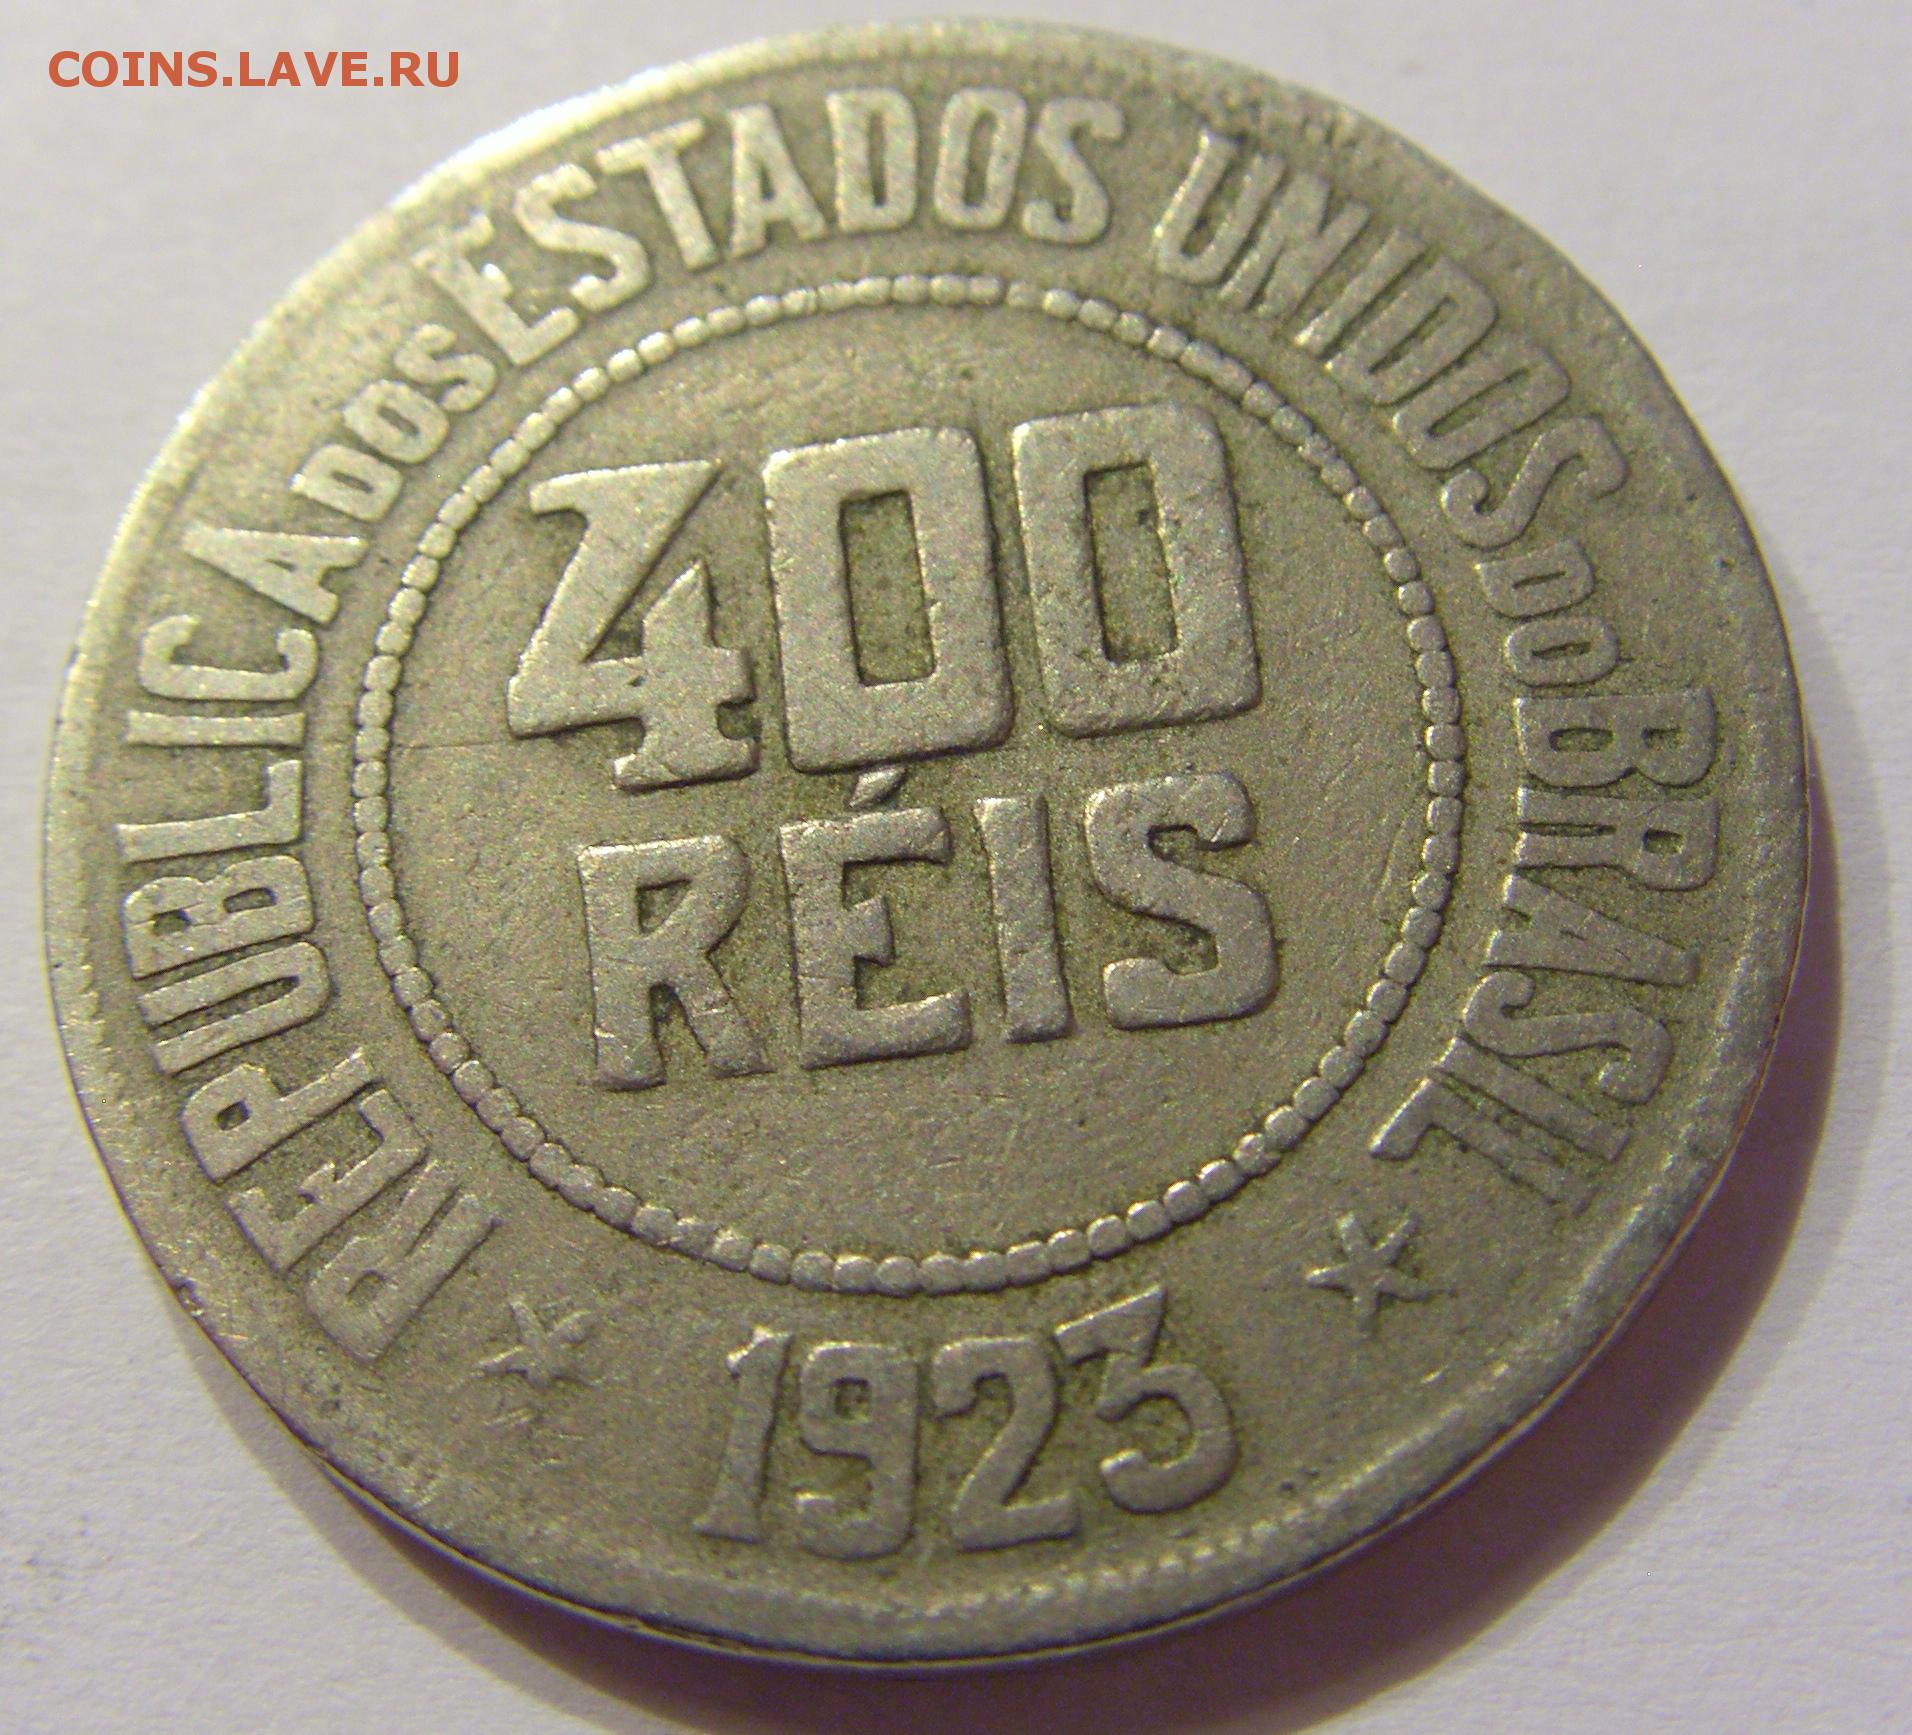 COINS.LAVE.RU
REPUBLICA DOS ESTADOS UNIDOS DO BRASIL
400
RÉIS
1923